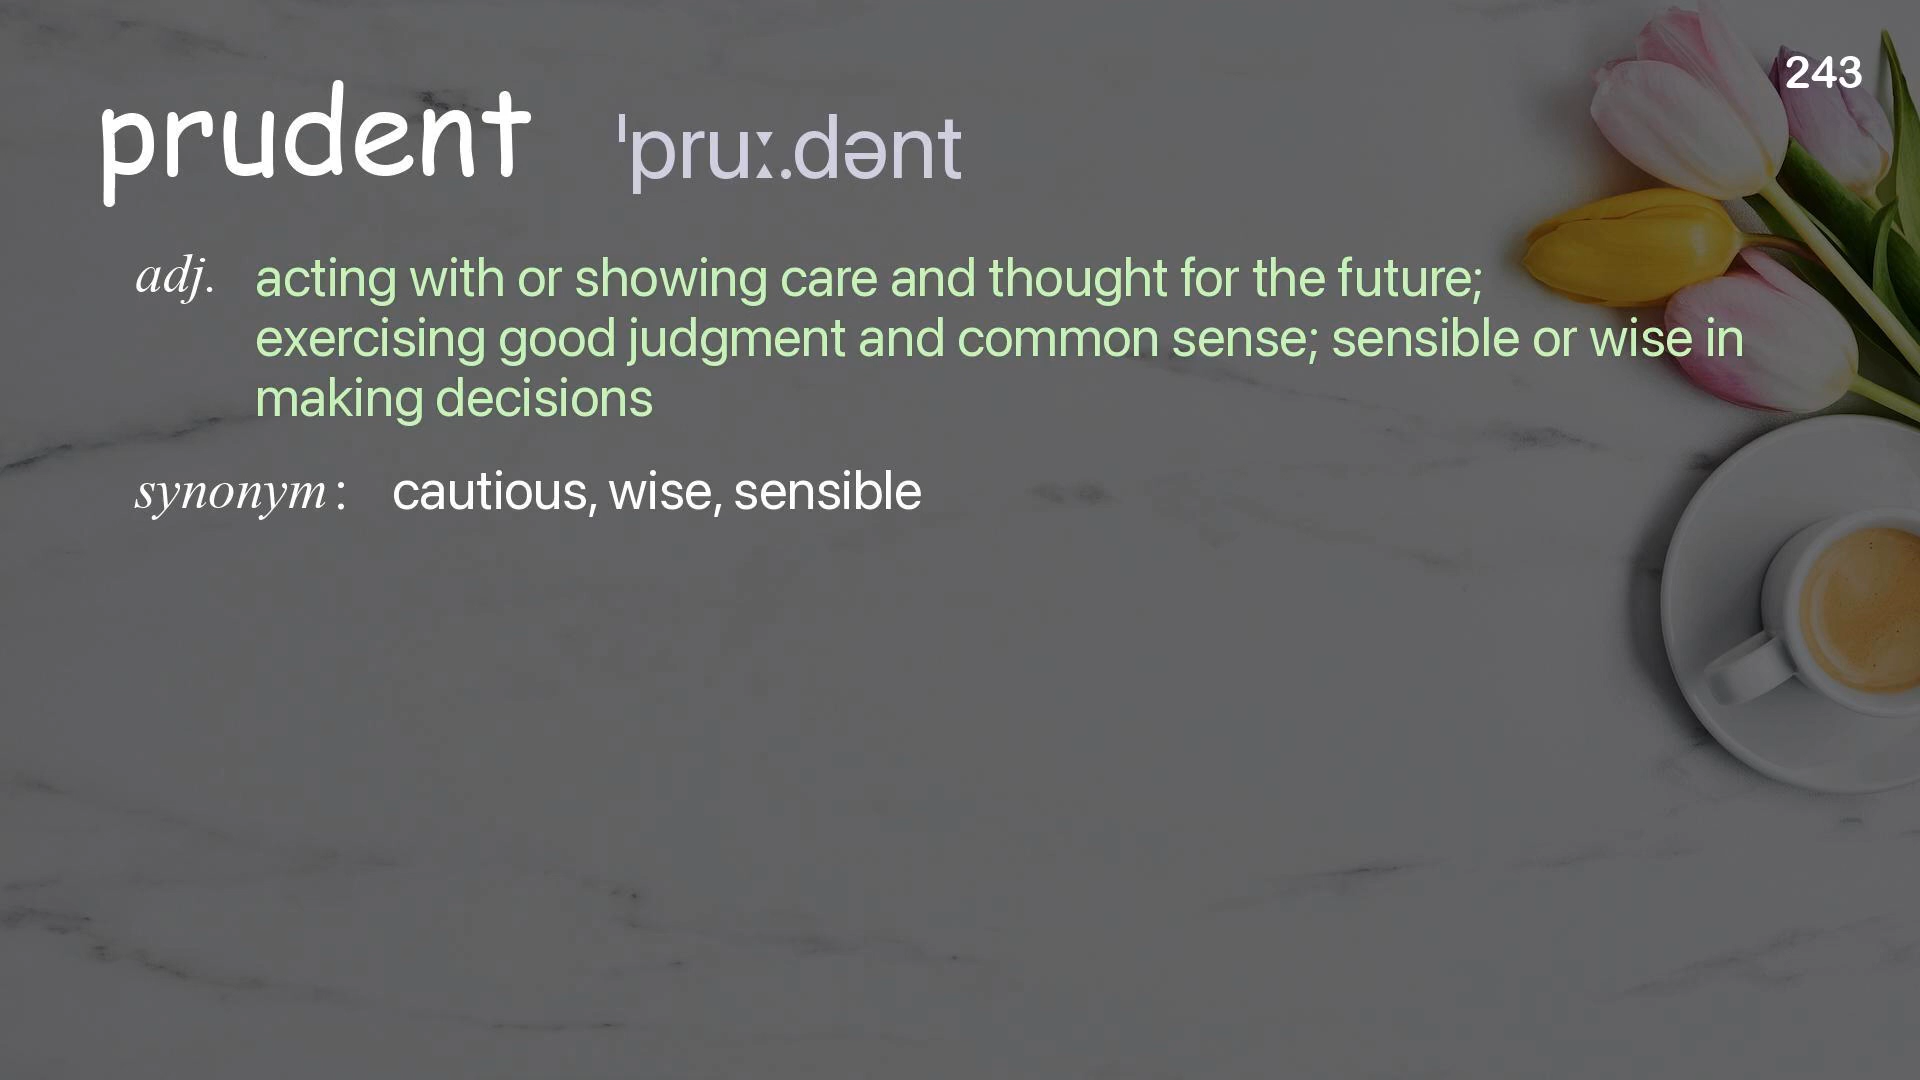 243
prudent ˈpruː.dənt
adj. acting with or showing care and thought for the future;
exercising good judgment and common sense; sensible or wise in
making decisions
synonym : cautious, wise, sensible